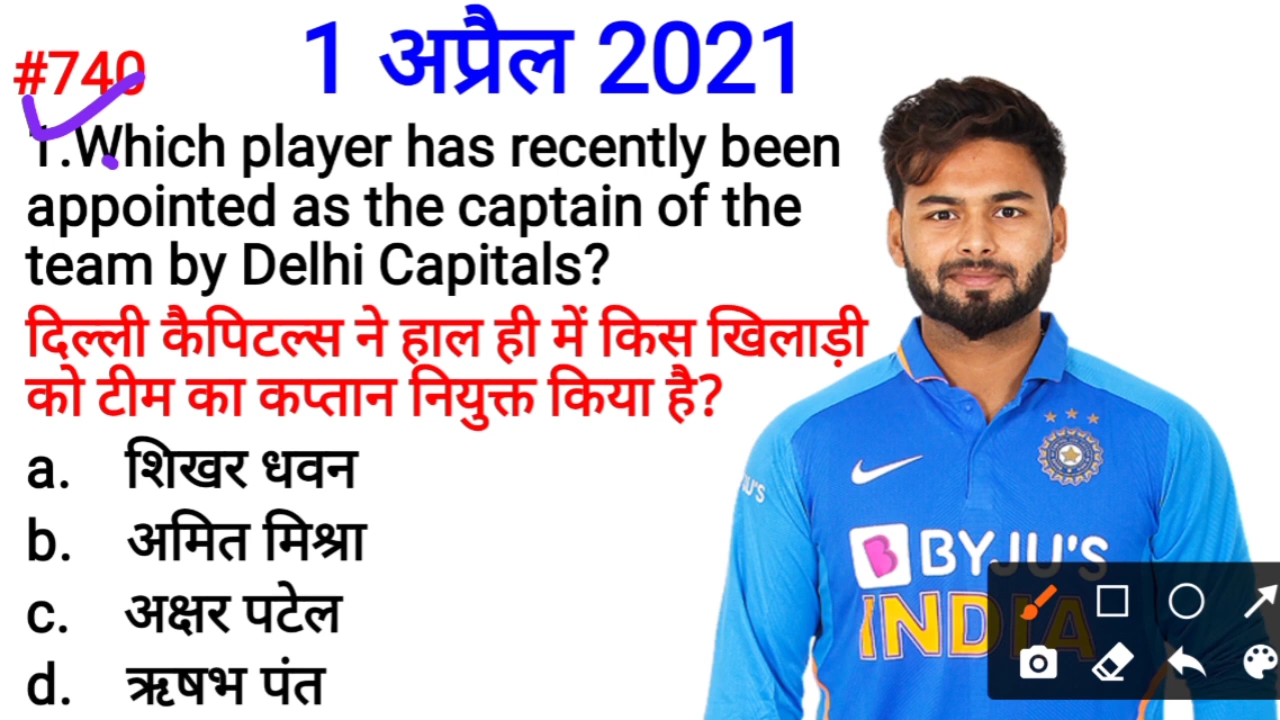 1 अप्रैल 2021
#740
1.Which player has recently been
appointed as the captain of the
team by Delhi Capitals?
दिल्ली कैपिटल्स ने हाल ही में किस खिलाड़ी
को टीम का कप्तान नियुक्त किया है?
a. शिखर धवन
b. अमित मिश्रा
c. अक्षर पटेल
d. ऋषभ पंत
BYJU'S
INDIA